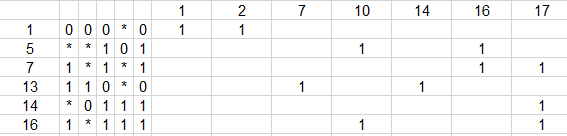 1 2 7 10 14 16 17
1 0 0 0 * 0 1 1
5 * * 1 0 1 1 1
7 1 * 1 * 1 1 1
13 1 1 0 * 0 1 1
14 * 0 1 1 1 1
16 1 * 1 1 1 1 1